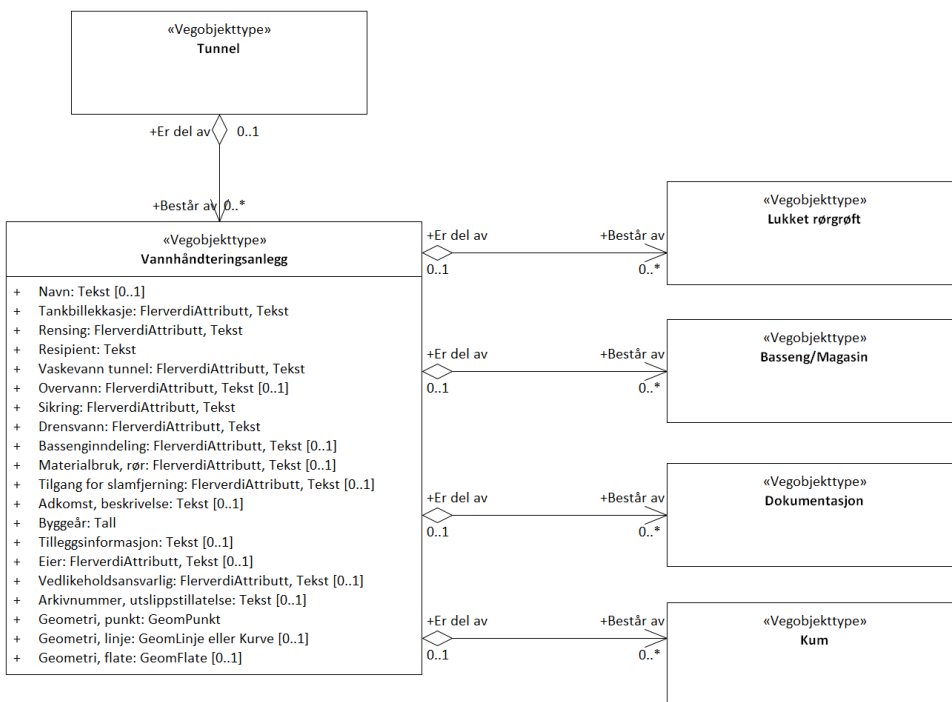 «Vegobjekttype»
Tunnel
+Er del av 0..1
+Består av 0..*
«Vegobjekttype»
Vannhåndteringsanlegg
+ Navn: Tekst [0..1]
+ Tankbillekkasje: FlerverdiAttributt, Tekst
+ Rensing: FlerverdiAttributt, Tekst
+ Resipient: Tekst
+ Vaskevann tunnel: FlerverdiAttributt, Tekst
+ Overvann: FlerverdiAttributt, Tekst [0..1]
+ Sikring: FlerverdiAttributt, Tekst
+ Drensvann: FlerverdiAttributt, Tekst
+ Bassenginndeling: FlerverdiAttributt, Tekst [0..1]
+ Materialbruk, rør: FlerverdiAttributt, Tekst [0..1]
+ Tilgang for slamfjerning: FlerverdiAttributt, Tekst [0..1]
+ Adkomst, beskrivelse: Tekst [0..1]
+ Byggeår: Tall
+ Tilleggsinformasjon: Tekst [0..1]
+ Eier: FlerverdiAttributt, Tekst [0..1]
+ Vedlikeholdsansvarlig: FlerverdiAttributt, Tekst [0..1]
+ Arkivnummer, utslippstillatelse: Tekst [0..1]
+ Geometri, punkt: GeomPunkt
+ Geometri, linje: GeomLinje eller Kurve [0..1]
+ Geometri, flate: GeomFlate [0..1]
+Er del av +Består av
0..1 0..*
«Vegobjekttype»
Lukket rørgrøft
+Er del av +Består av
0..1 0..*
«Vegobjekttype»
Basseng/Magasin
+Er del av +Består av
0..1 0..*
«Vegobjekttype»
Dokumentasjon
+Er del av +Består av
0..1 0..*
«Vegobjekttype»
Kum